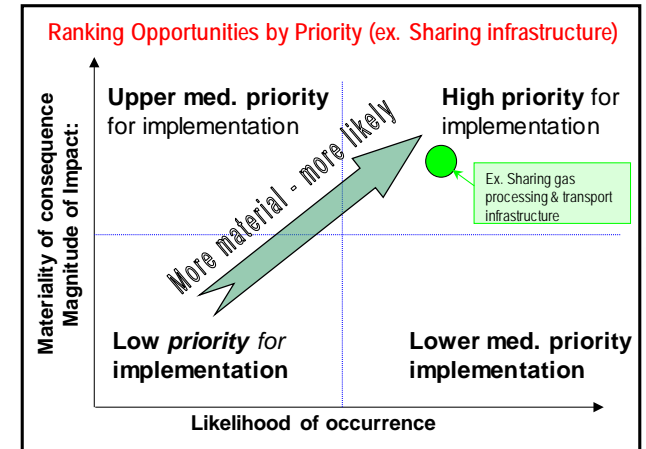 Ranking Opportunities by Priority (ex. Sharing infrastructure)
Materiality of consequence
Magnitude of Impact:
Upper med. priority
for implementation
High priority for
implementation
More material - more likely
Ex. Sharing gas
processing & transport
infrastructure
Low priority for
implementation
Lower med. priority
implementation
Likelihood of occurrence